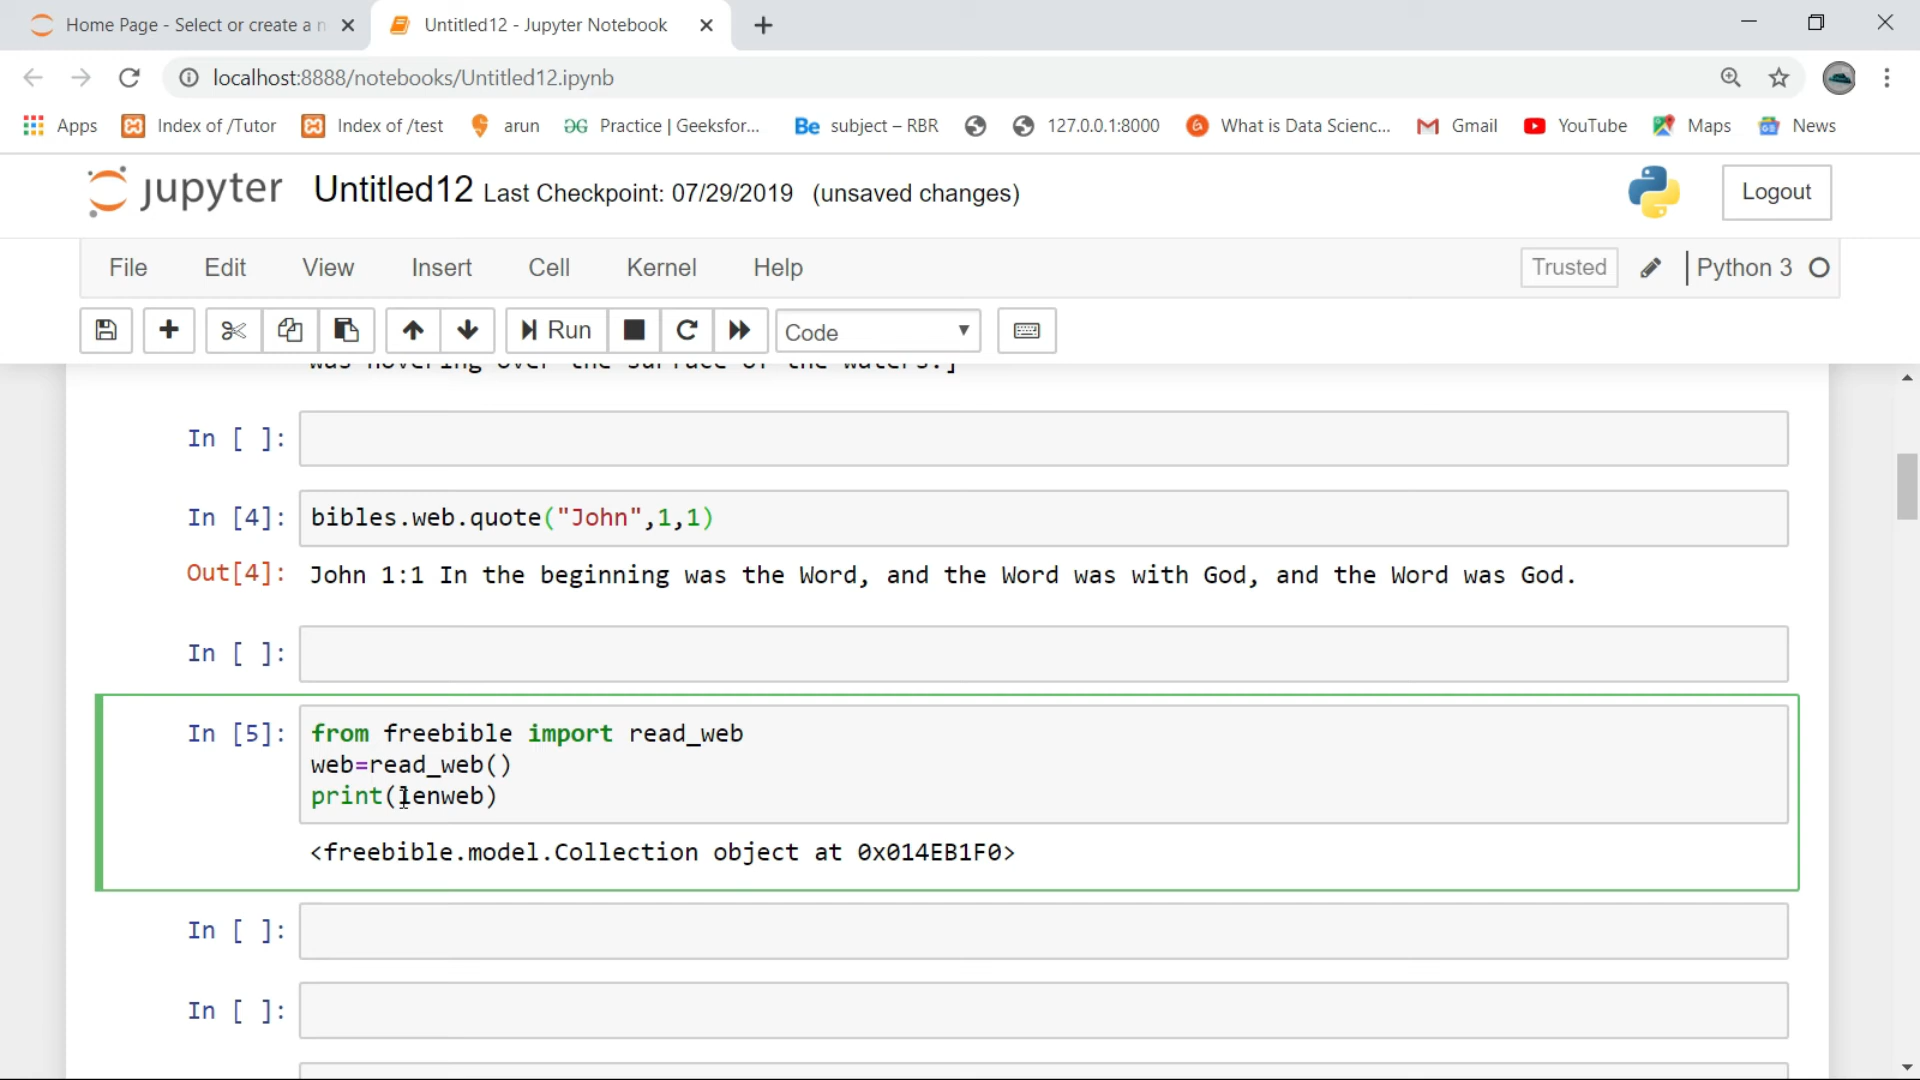 Home Page - Select or create a n
Untitled12 - Jupyter Notebook
localhost:8888/notebooks/Untitled12.ipynb
Apps
Index of /Tutor
Index of /test
arun
Practice | Geeksfor...
Be subject – RBR
127.0.0.1:8000
What is Data Scienc...
Gmail
YouTube
Maps
News
jupyter Untitled12 Last Checkpoint: 07/29/2019 (unsaved changes)
Logout
File Edit View Insert Cell Kernel Help
Trusted
Python 3
Run
Code
was hovering over the surface of the waters.]
In [ ]:
In [4]: bibles.web.quote("John",1,1)
Out[4]: John 1:1 In the beginning was the Word, and the Word was with God, and the Word was God.
In [ ]:
In [5]: from freebible import read_web
web=read_web()
print(lenweb)
<freebible.model.Collection object at 0x014EB1F0>
In [ ]:
In [ ]: